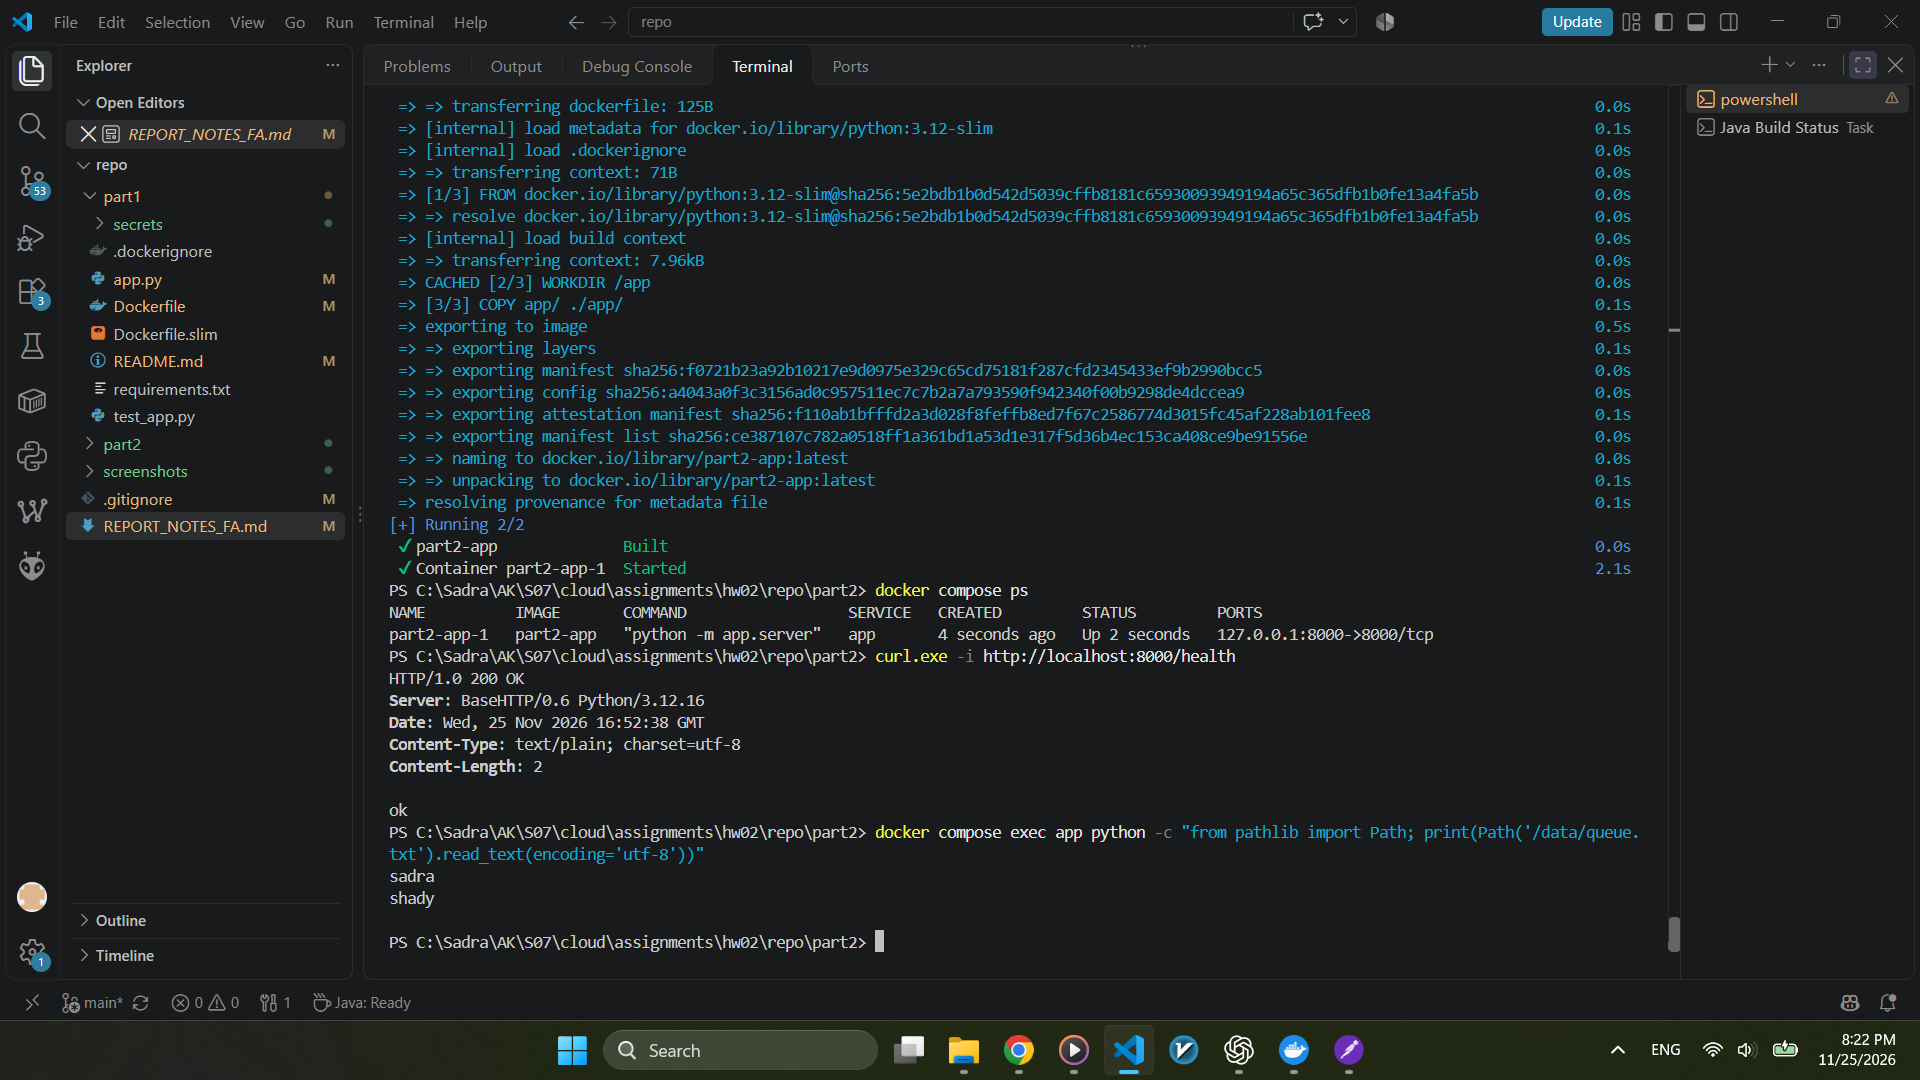 File Edit Selection View Go Run Terminal Help
repo
Update
Explorer
Open Editors
REPORT_NOTES_FA.md M
repo
part1
secrets
.dockerignore
app.py M
Dockerfile M
Dockerfile.slim
README.md M
requirements.txt
test_app.py
part2
screenshots
.gitignore M
REPORT_NOTES_FA.md M
Outline
Timeline
53
3
1
Problems Output Debug Console Terminal Ports
powershell
Java Build Status Task
=> => transferring dockerfile: 125B 0.0s
=> [internal] load metadata for docker.io/library/python:3.12-slim 0.1s
=> [internal] load .dockerignore 0.0s
=> => transferring context: 71B 0.0s
=> [1/3] FROM docker.io/library/python:3.12-slim@sha256:5e2bdb1b0d542d5039cffb8181c65930093949194a65c365dfb1b0fe13a4fa5b 0.0s
=> => resolve docker.io/library/python:3.12-slim@sha256:5e2bdb1b0d542d5039cffb8181c65930093949194a65c365dfb1b0fe13a4fa5b 0.0s
=> [internal] load build context 0.0s
=> => transferring context: 7.96kB 0.0s
=> CACHED [2/3] WORKDIR /app 0.0s
=> [3/3] COPY app/ ./app/ 0.1s
=> exporting to image 0.5s
=> => exporting layers 0.1s
=> => exporting manifest sha256:f0721b23a92b10217e9d0975e329c65cd75181f287cfd2345433ef9b2990bcc5 0.0s
=> => exporting config sha256:a4043a0f3c3156ad0c957511ec7c7b2a7a793590f942340f00b9298de4dccea9 0.0s
=> => exporting attestation manifest sha256:f110ab1bfffd2a3d028f8feffb8ed7f67c2586774d3015fc45af228ab101fee8 0.1s
=> => exporting manifest list sha256:ce387107c782a0518ff1a361bd1a53d1e317f5d36b4ec153ca408ce9be91556e 0.0s
=> => naming to docker.io/library/part2-app:latest 0.0s
=> => unpacking to docker.io/library/part2-app:latest 0.1s
=> resolving provenance for metadata file 0.1s
[+] Running 2/2
✔ part2-app Built 0.0s
✔ Container part2-app-1 Started 2.1s
PS C:\Sadra\AK\S07\cloud\assignments\hw02\repo\part2> docker compose ps
NAME IMAGE COMMAND SERVICE CREATED STATUS PORTS
part2-app-1 part2-app "python -m app.server" app 4 seconds ago Up 2 seconds 127.0.0.1:8000->8000/tcp
PS C:\Sadra\AK\S07\cloud\assignments\hw02\repo\part2> curl.exe -i http://localhost:8000/health
HTTP/1.0 200 OK
Server: BaseHTTP/0.6 Python/3.12.16
Date: Wed, 25 Nov 2026 16:52:38 GMT
Content-Type: text/plain; charset=utf-8
Content-Length: 2
ok
PS C:\Sadra\AK\S07\cloud\assignments\hw02\repo\part2> docker compose exec app python -c "from pathlib import Path; print(Path('/data/queue.
txt').read_text(encoding='utf-8'))"
sadra
shady
PS C:\Sadra\AK\S07\cloud\assignments\hw02\repo\part2>
main* 0 0 1 Java: Ready
Search
ENG
8:22 PM
11/25/2026